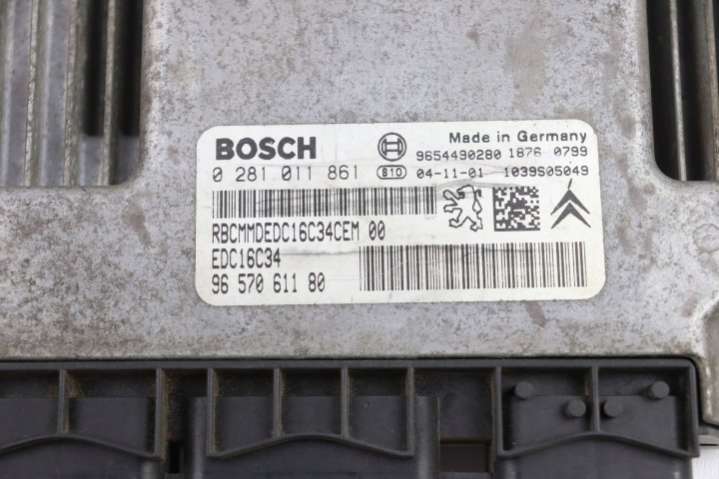 BOSCH
Made in Germany
9654490280 1876 0799
0 281 011 861 810 04-11-01 1039S05049
RBCMMDEDC16C34CEM 00
EDC16C34
96 570 611 80